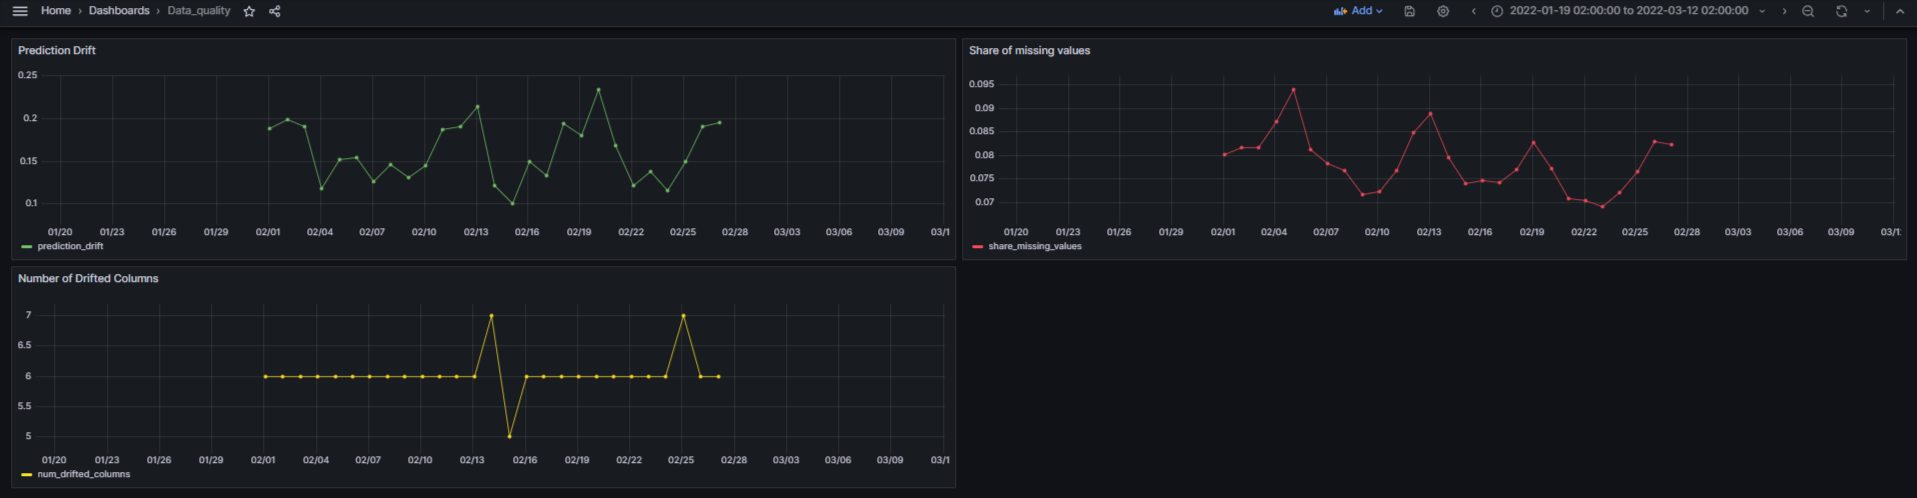 Home › Dashboards › Data_quality
Add
2022-01-19 02:00:00 to 2022-03-12 02:00:00
Prediction Drift
0.25
0.2
0.15
0.1
01/20 01/23 01/26 01/29 02/01 02/04 02/07 02/10 02/13 02/16 02/19 02/22 02/25 02/28 03/03 03/06 03/09 03/1
prediction_drift
Share of missing values
0.095
0.09
0.085
0.08
0.075
0.07
01/20 01/23 01/26 01/29 02/01 02/04 02/07 02/10 02/13 02/16 02/19 02/22 02/25 02/28 03/03 03/06 03/09 03/1
share_missing_values
Number of Drifted Columns
7
6.5
6
5.5
5
01/20 01/23 01/26 01/29 02/01 02/04 02/07 02/10 02/13 02/16 02/19 02/22 02/25 02/28 03/03 03/06 03/09 03/1
num_drifted_columns